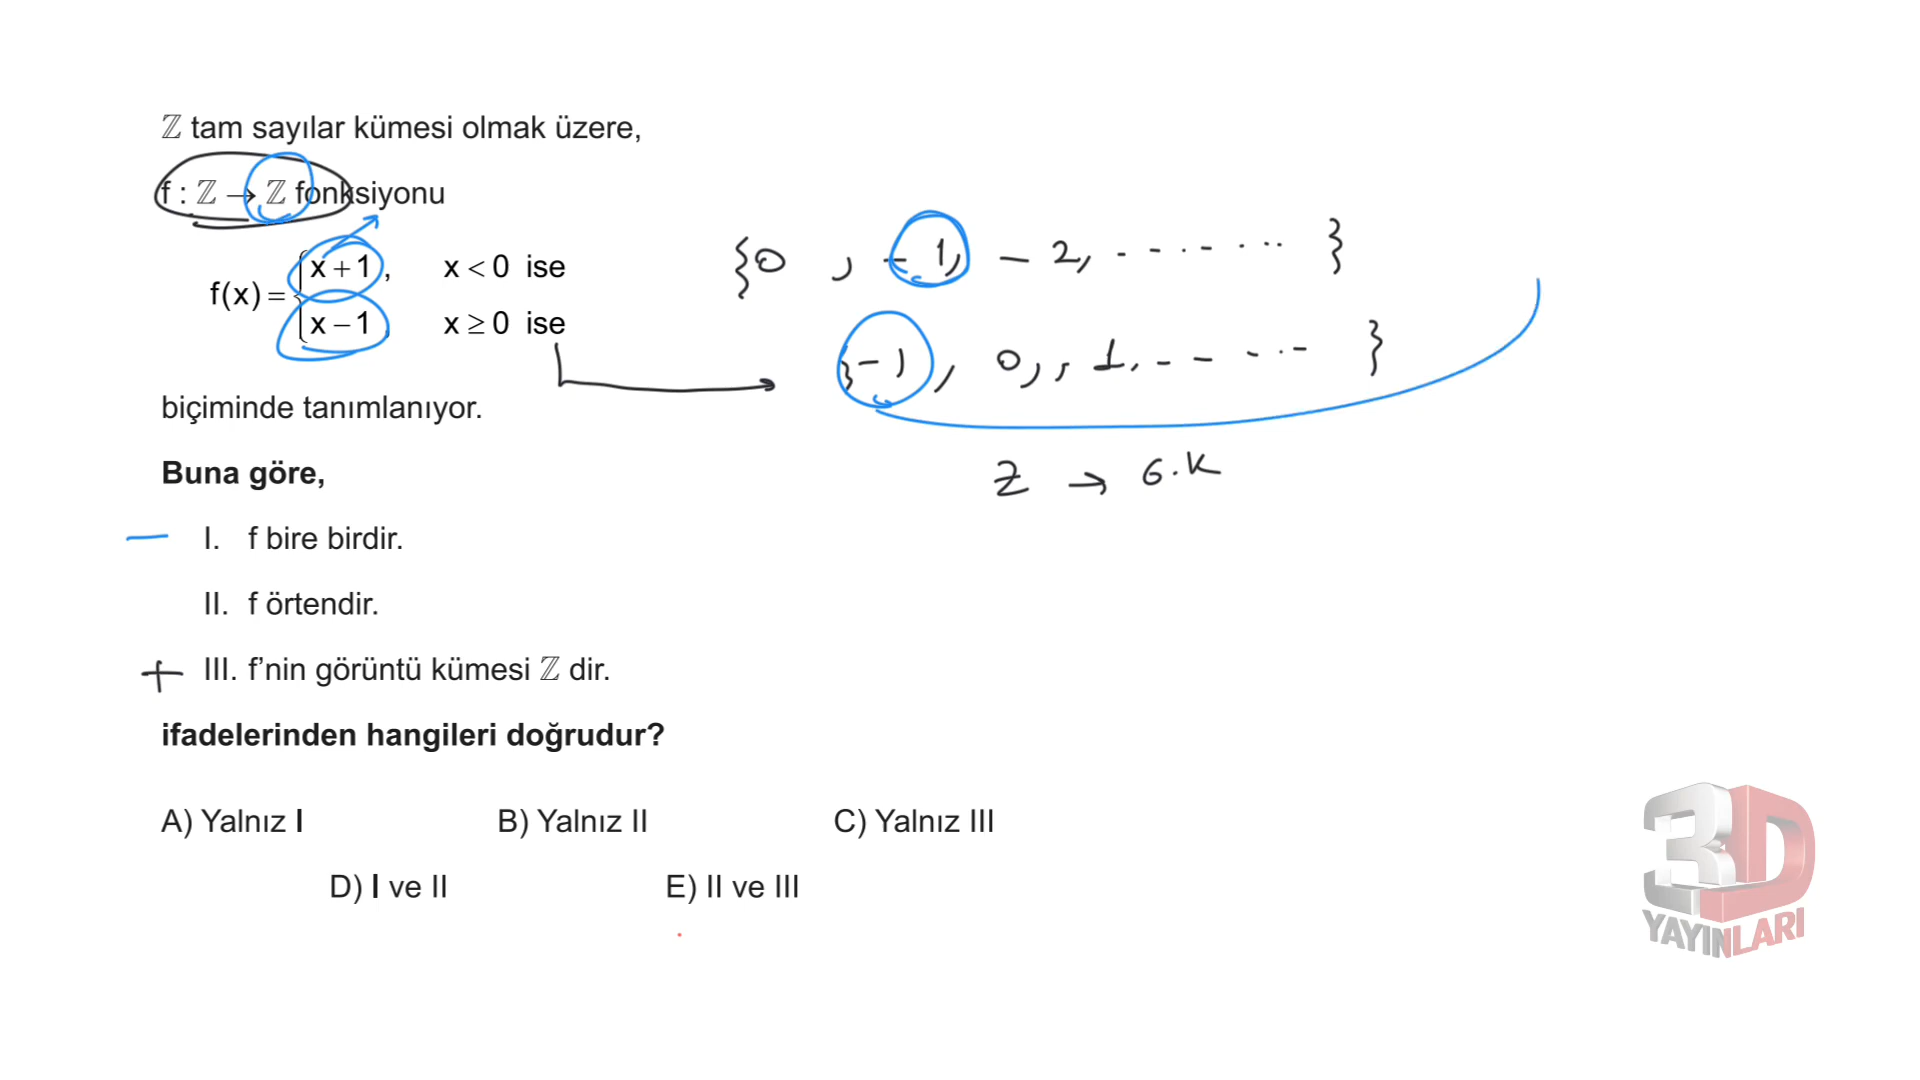 ℤ tam sayılar kümesi olmak üzere,
f : ℤ → ℤ fonksiyonu
f(x) = { x + 1 , x < 0 ise
x − 1 , x ≥ 0 ise
{0 , −1, −2, ········ }
{−1, 0, , 1, – – ·· – }
biçiminde tanımlanıyor.
Z → G.K
Buna göre,
— I. f bire birdir.
II. f örtendir.
+ III. f'nin görüntü kümesi ℤ dir.
ifadelerinden hangileri doğrudur?
A) Yalnız I B) Yalnız II C) Yalnız III
D) I ve II E) II ve III
3D
YAYINLARI